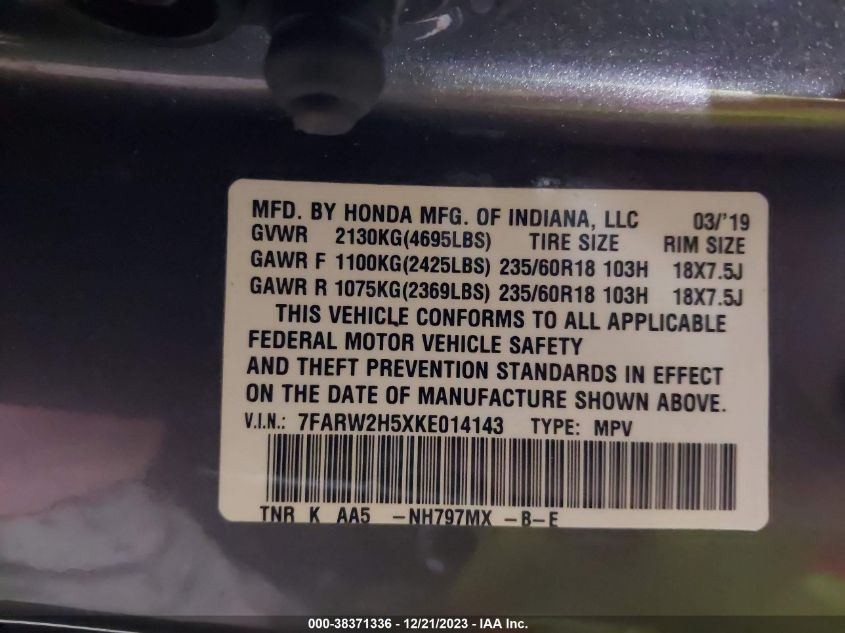 MFD. BY HONDA MFG. OF INDIANA, LLC 03/'19
GVWR 2130KG(4695LBS) TIRE SIZE RIM SIZE
GAWR F 1100KG(2425LBS) 235/60R18 103H 18X7.5J
GAWR R 1075KG(2369LBS) 235/60R18 103H 18X7.5J
THIS VEHICLE CONFORMS TO ALL APPLICABLE
FEDERAL MOTOR VEHICLE SAFETY
AND THEFT PREVENTION STANDARDS IN EFFECT
ON THE DATE OF MANUFACTURE SHOWN ABOVE.
V.I.N.: 7FARW2H5XKE014143 TYPE: MPV
TNR K AA5 -NH797MX -B-E
000-38371336 - 12/21/2023 - IAA Inc.